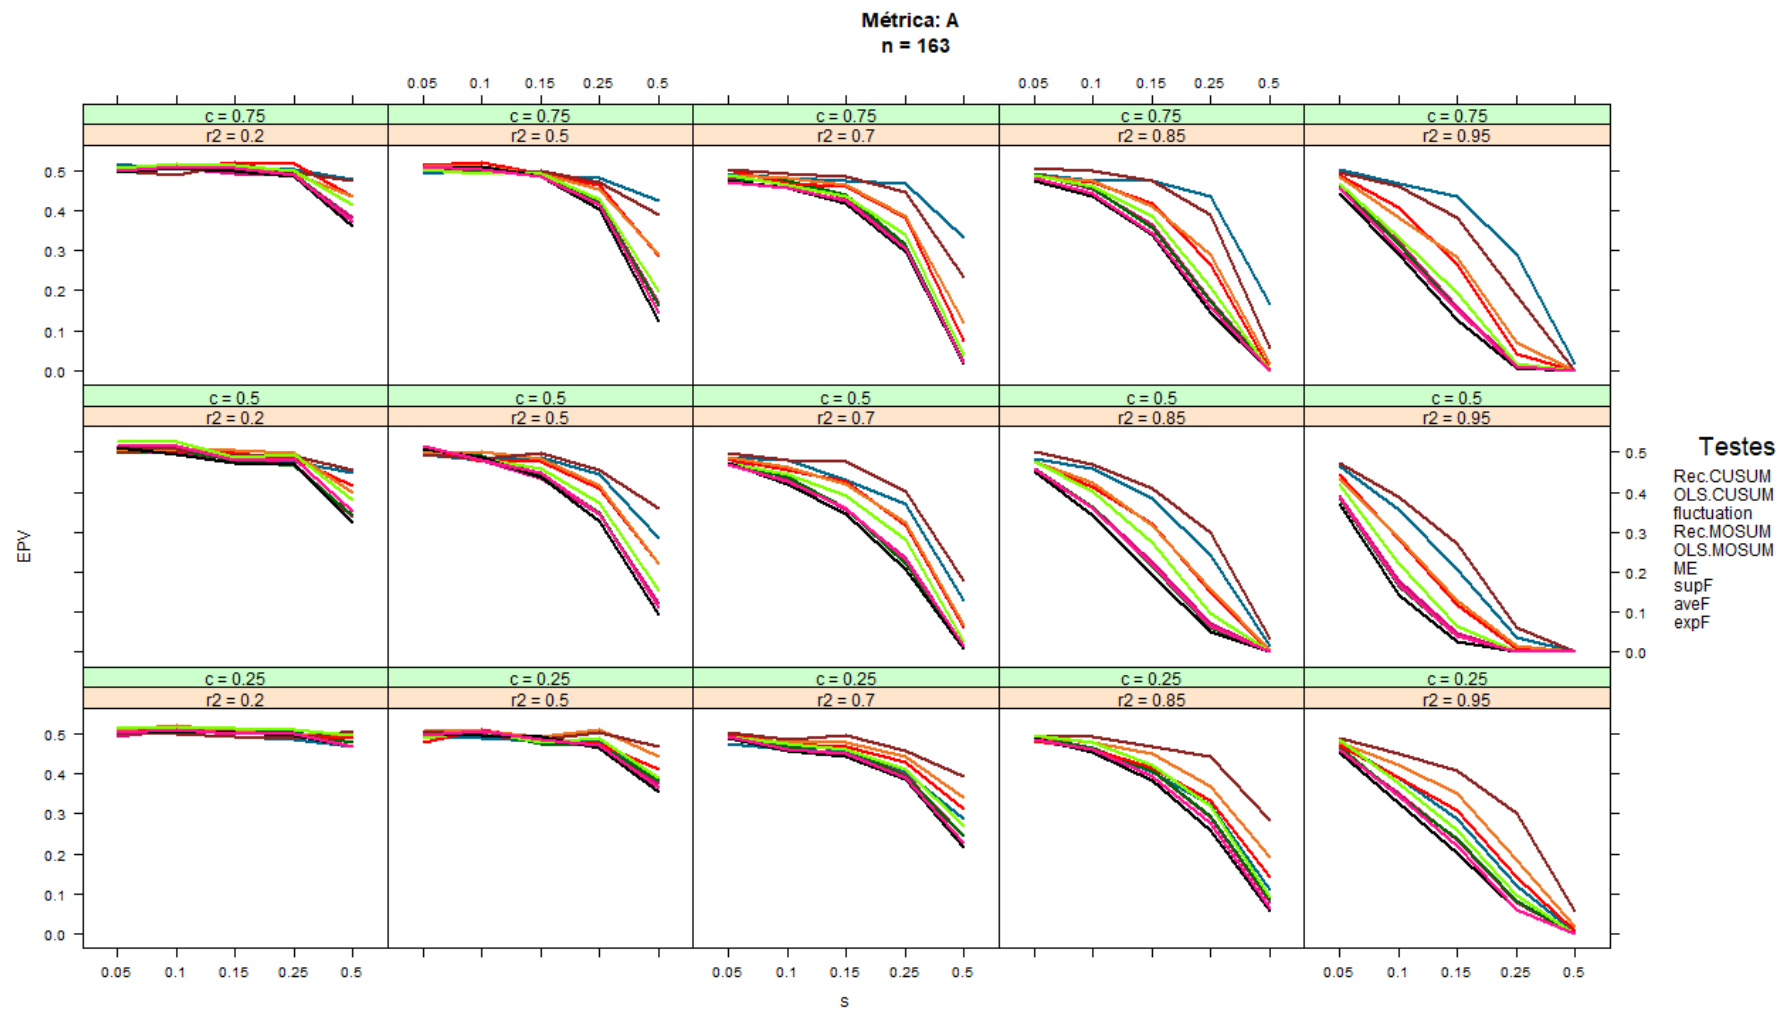 Métrica: A
n = 163
0.05 0.1 0.15 0.25 0.5
0.05 0.1 0.15 0.25 0.5
c = 0.75
c = 0.75
c = 0.75
c = 0.75
c = 0.75
r2 = 0.2
r2 = 0.5
r2 = 0.7
r2 = 0.85
r2 = 0.95
0.5
0.4
0.3
0.2
0.1
0.0
c = 0.5
c = 0.5
c = 0.5
c = 0.5
c = 0.5
r2 = 0.2
r2 = 0.5
r2 = 0.7
r2 = 0.85
r2 = 0.95
0.5
0.4
0.3
0.2
0.1
0.0
EPV
c = 0.25
c = 0.25
c = 0.25
c = 0.25
c = 0.25
r2 = 0.2
r2 = 0.5
r2 = 0.7
r2 = 0.85
r2 = 0.95
0.5
0.4
0.3
0.2
0.1
0.0
0.05 0.1 0.15 0.25 0.5
0.05 0.1 0.15 0.25 0.5
0.05 0.1 0.15 0.25 0.5
s
Testes
Rec.CUSUM
OLS.CUSUM
fluctuation
Rec.MOSUM
OLS.MOSUM
ME
supF
aveF
expF